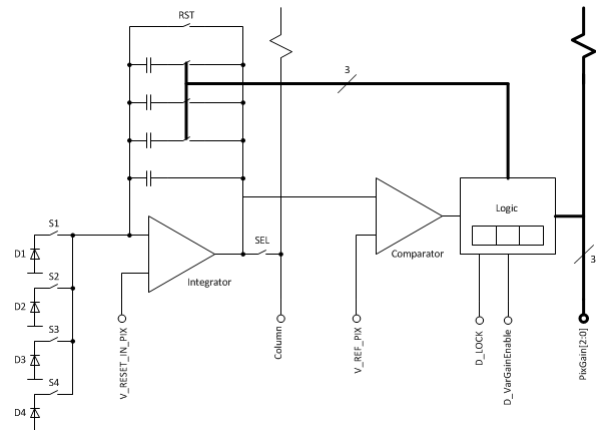 RST
3
S1
D1
S2
D2
S3
D3
S4
D4
Integrator
SEL
Comparator
Logic
3
V_RESET_IN_PIX
Column
V_REF_PIX
D_LOCK
D_VarGainEnable
PixGain[2:0]